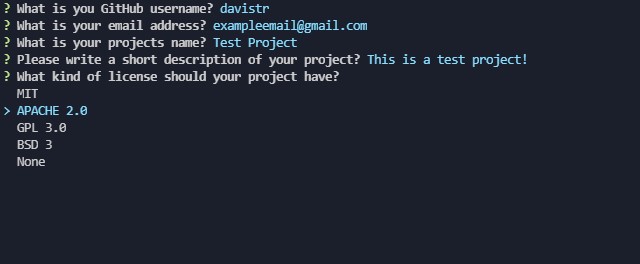 ? What is you GitHub username? davistr
? What is your email address? exampleemail@gmail.com
? What is your projects name? Test Project
? Please write a short description of your project? This is a test project!
? What kind of license should your project have?
MIT
> APACHE 2.0
GPL 3.0
BSD 3
None